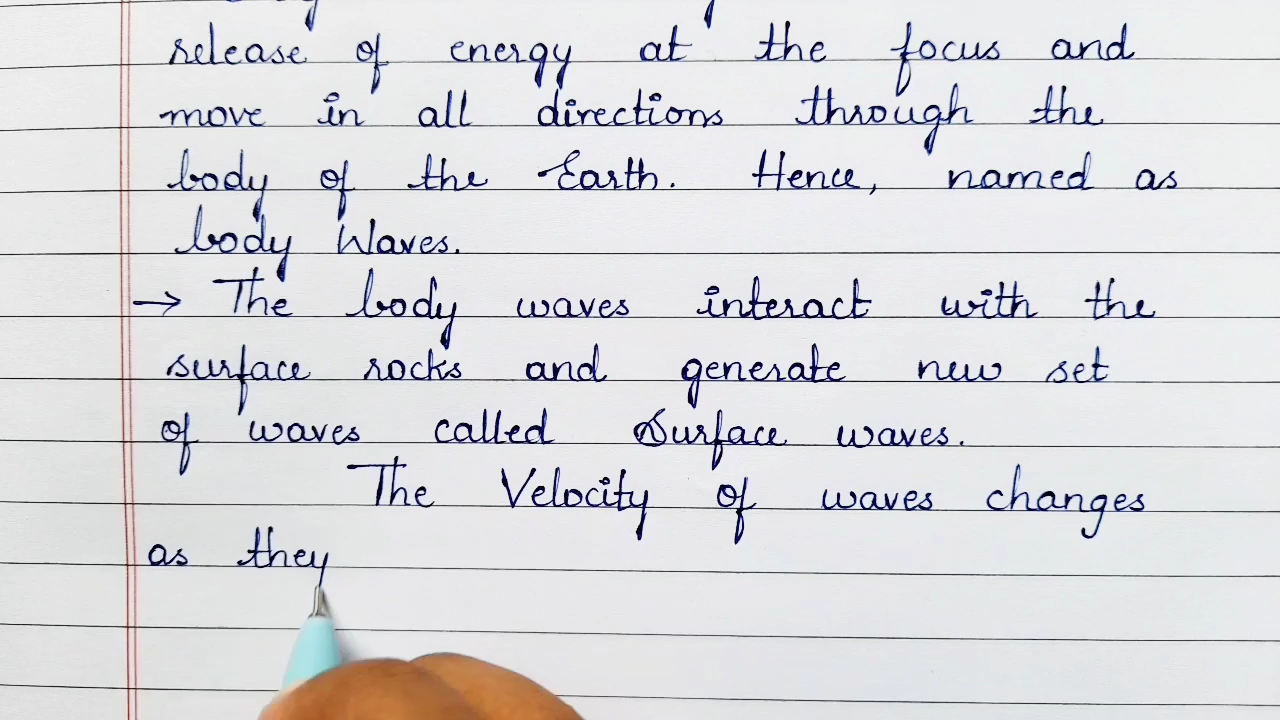 release of energy at the focus and
move in all directions through the
body of the Earth. Hence, named as
body Waves.
→ The body waves interact with the
surface rocks and generate new set
of waves called Surface waves.
The Velocity of waves changes
as they